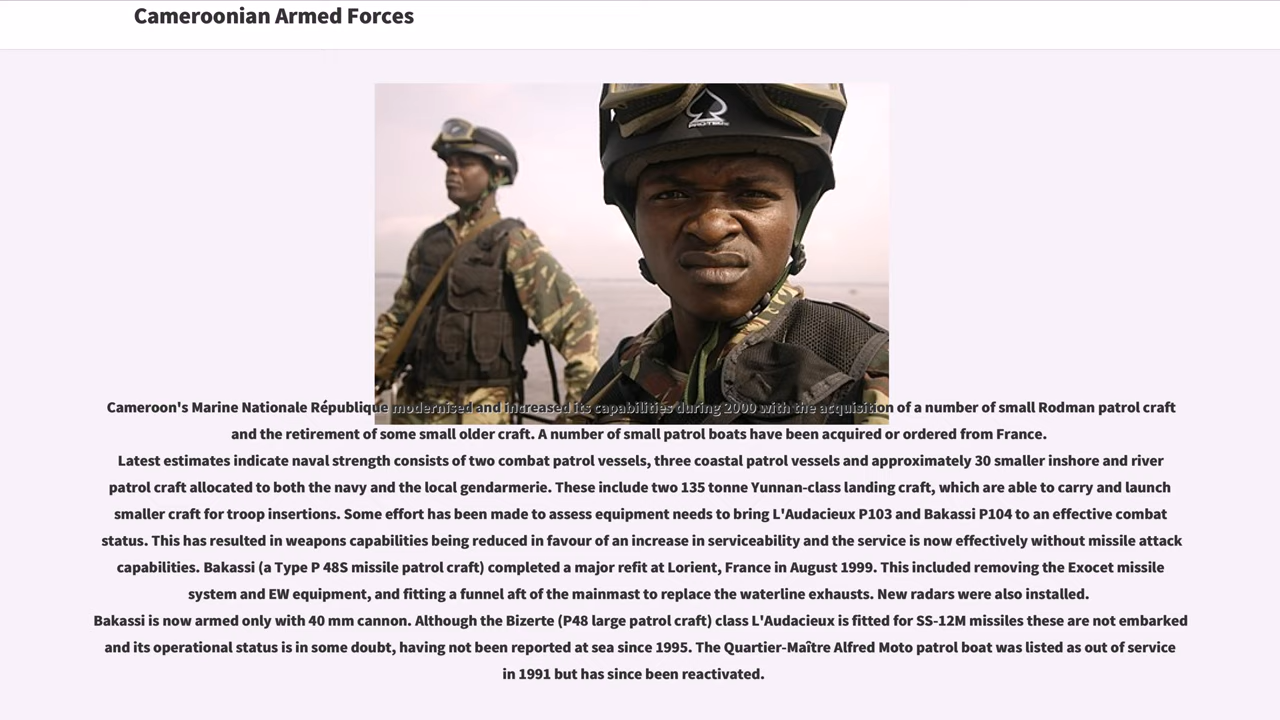 Cameroonian Armed Forces
PRO-TEC
Cameroon's Marine Nationale République modernised and increased its capabilities during 2000 with the acquisition of a number of small Rodman patrol craft
and the retirement of some small older craft. A number of small patrol boats have been acquired or ordered from France.
Latest estimates indicate naval strength consists of two combat patrol vessels, three coastal patrol vessels and approximately 30 smaller inshore and river
patrol craft allocated to both the navy and the local gendarmerie. These include two 135 tonne Yunnan-class landing craft, which are able to carry and launch
smaller craft for troop insertions. Some effort has been made to assess equipment needs to bring L'Audacieux P103 and Bakassi P104 to an effective combat
status. This has resulted in weapons capabilities being reduced in favour of an increase in serviceability and the service is now effectively without missile attack
capabilities. Bakassi (a Type P 48S missile patrol craft) completed a major refit at Lorient, France in August 1999. This included removing the Exocet missile
system and EW equipment, and fitting a funnel aft of the mainmast to replace the waterline exhausts. New radars were also installed.
Bakassi is now armed only with 40 mm cannon. Although the Bizerte (P48 large patrol craft) class L'Audacieux is fitted for SS-12M missiles these are not embarked
and its operational status is in some doubt, having not been reported at sea since 1995. The Quartier-Maître Alfred Moto patrol boat was listed as out of service
in 1991 but has since been reactivated.